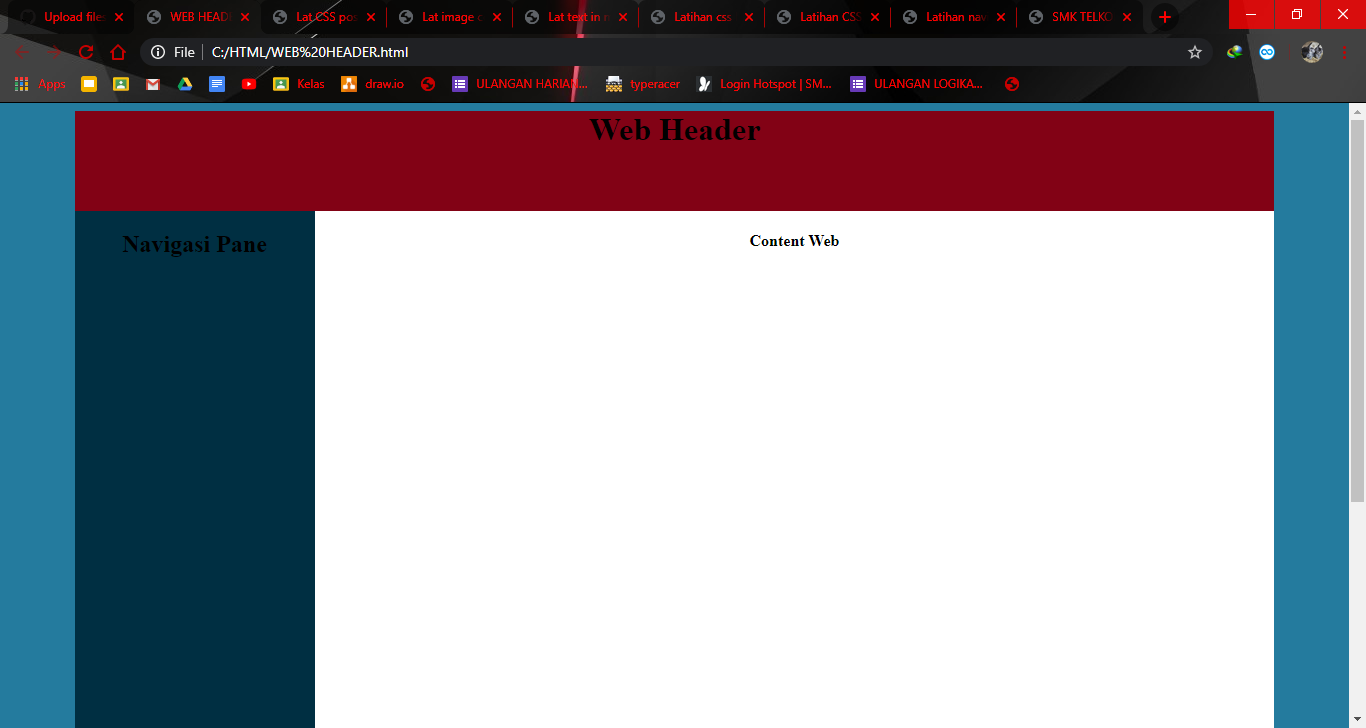 Upload files
WEB HEAD
Lat CSS pos
Lat image c
Lat text in
Latihan css
Latihan CSS
Latihan nav
SMK TELKO
File
C:/HTML/WEB%20HEADER.html
Apps
Kelas
draw.io
ULANGAN HARIAN...
typeracer
Login Hotspot | SM...
ULANGAN LOGIKA...
Web Header
Navigasi Pane
Content Web